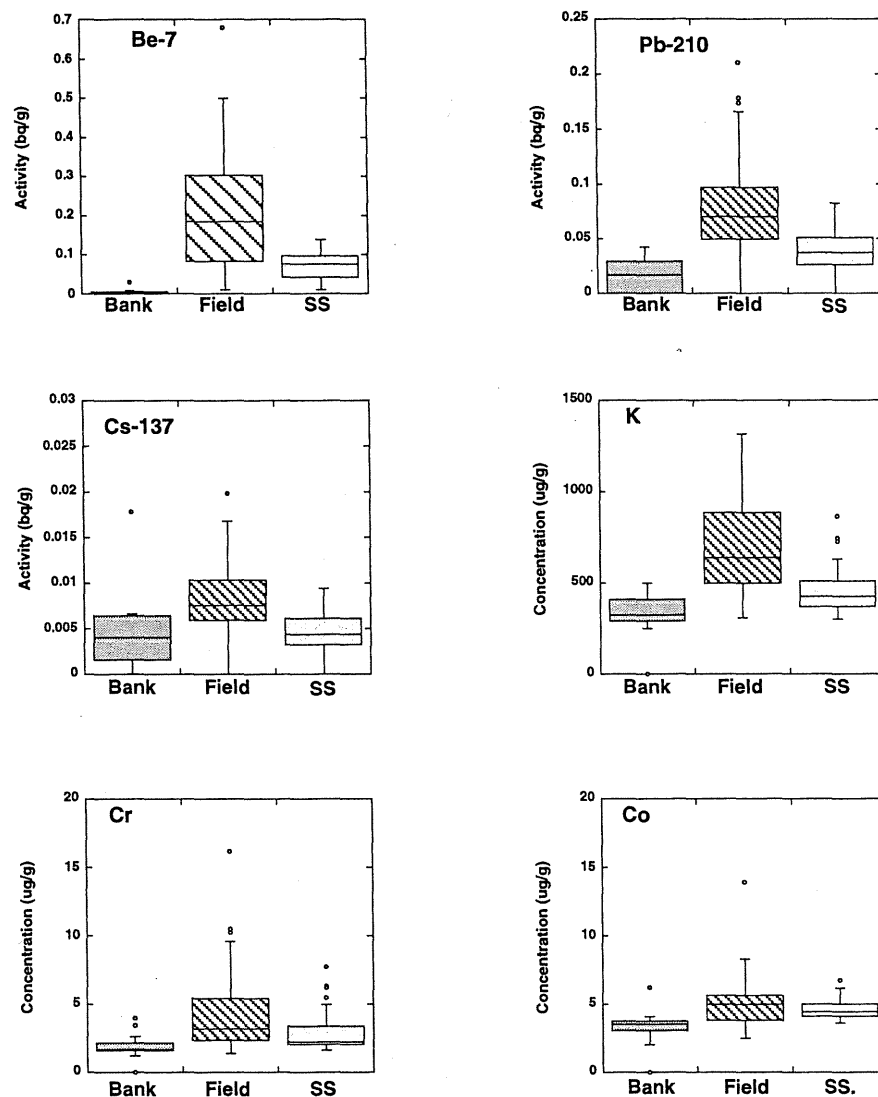 Be-7
0.7
0.6
0.5
0.4
0.3
0.2
0.1
0
Activity (bq/g)
Bank Field SS
Pb-210
0.25
0.2
0.15
0.1
0.05
0
Activity (bq/g)
Bank Field SS
Cs-137
0.03
0.025
0.02
0.015
0.01
0.005
0
Activity (bq/g)
Bank Field SS
K
1500
1000
500
0
Concentration (ug/g)
Bank Field SS
Cr
20
15
10
5
0
Concentration (ug/g)
Bank Field SS
Co
20
15
10
5
0
Concentration (ug/g)
Bank Field SS.